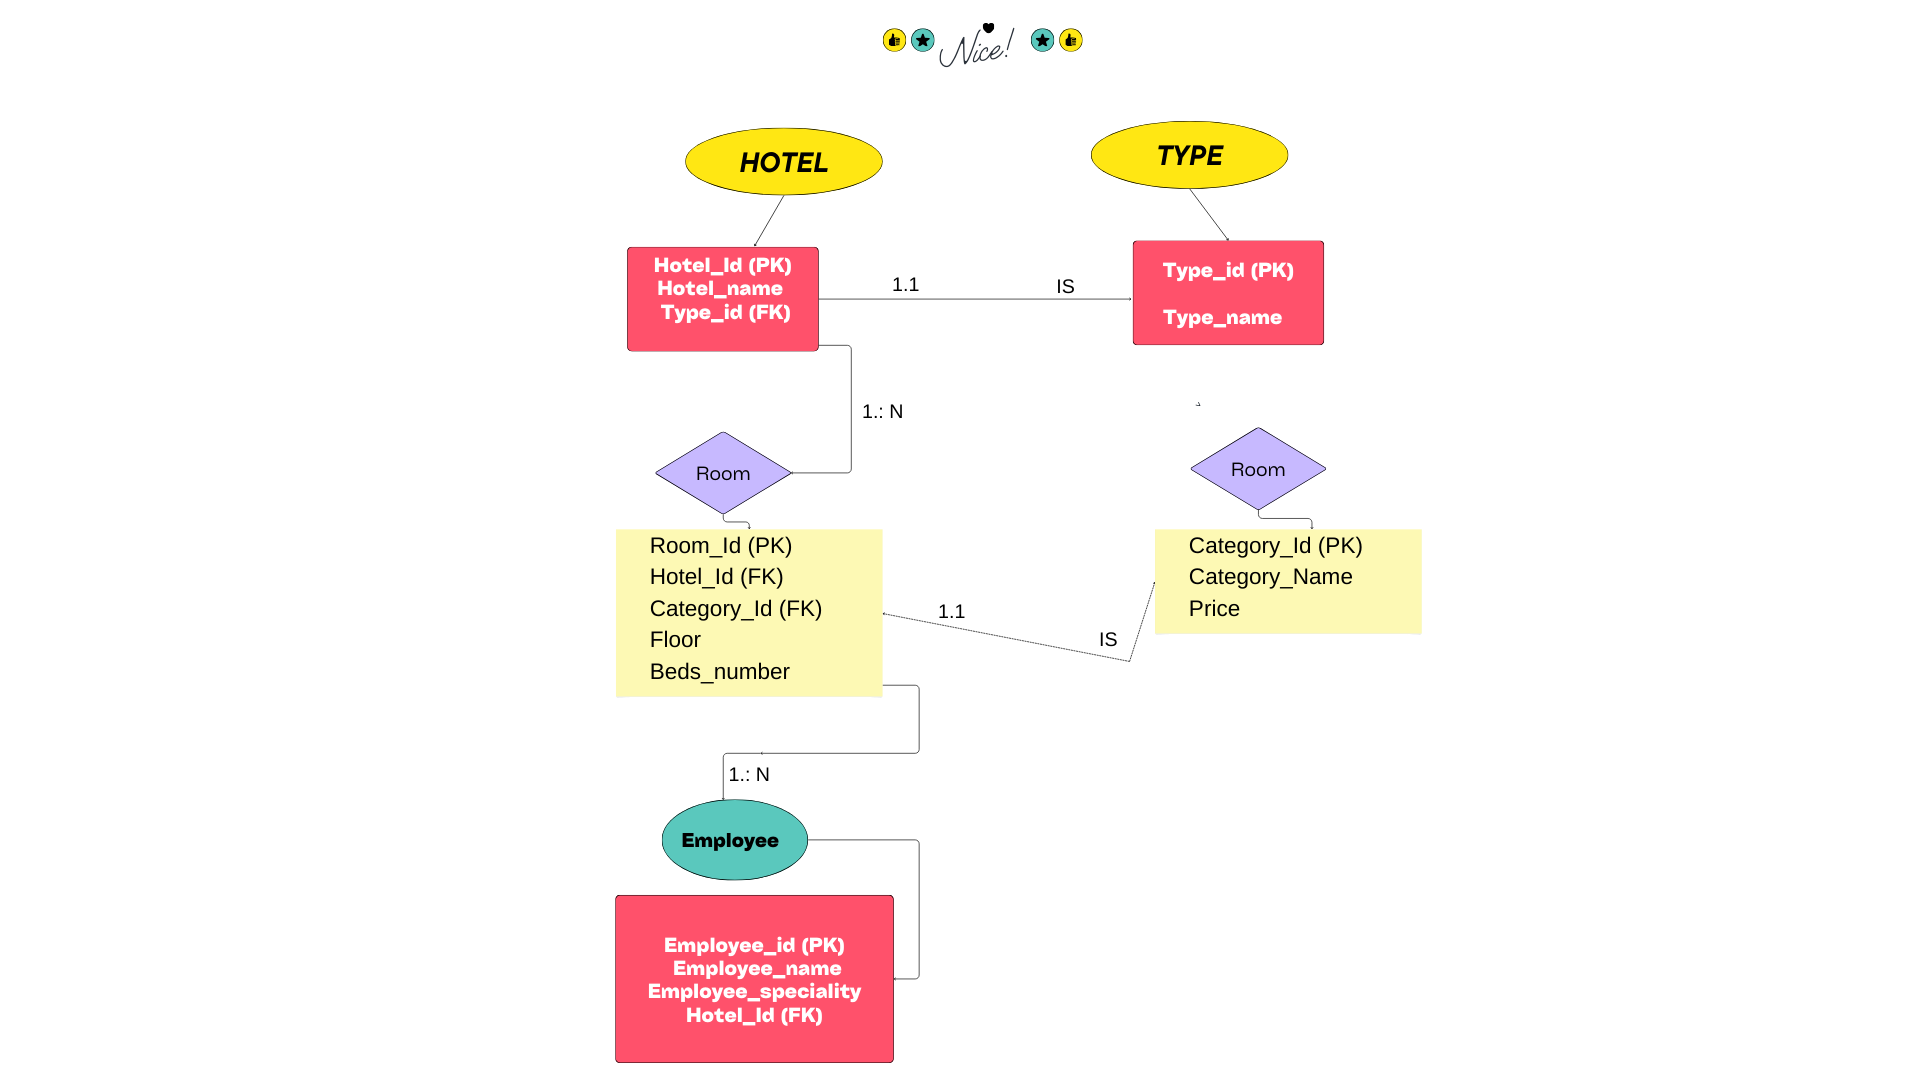 Nice!
HOTEL
TYPE
Hotel_Id (PK)
Hotel_name
Type_id (FK)
1.1
IS
Type_id (PK)
Type_name
1.: N
Room
Room
Room_Id (PK)
Hotel_Id (FK)
Category_Id (FK)
Floor
Beds_number
1.1
IS
Category_Id (PK)
Category_Name
Price
1.: N
Employee
Employee_id (PK)
Employee_name
Employee_speciality
Hotel_Id (FK)